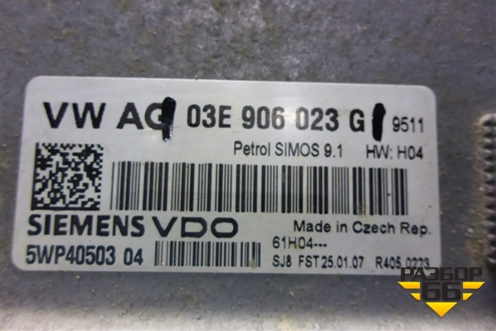 VW AG 03E 906 023 G 9511
Petrol SIMOS 9.1 HW: H04
SIEMENS VDO
Made in Czech Rep.
5WP40503 04
61H04---
SJ8 FST 25.01.07 R405 0223
РАЗБОР
66